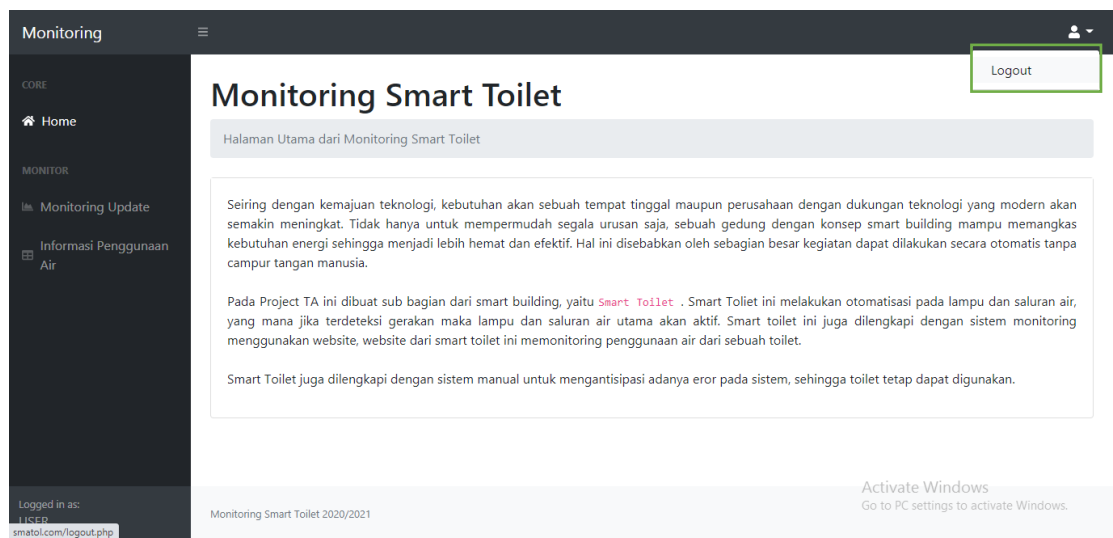 Monitoring
Logout
CORE
Home
MONITOR
Monitoring Update
Informasi Penggunaan
Air
Monitoring Smart Toilet
Halaman Utama dari Monitoring Smart Toilet
Seiring dengan kemajuan teknologi, kebutuhan akan sebuah tempat tinggal maupun perusahaan dengan dukungan teknologi yang modern akan
semakin meningkat. Tidak hanya untuk mempermudah segala urusan saja, sebuah gedung dengan konsep smart building mampu memangkas
kebutuhan energi sehingga menjadi lebih hemat dan efektif. Hal ini disebabkan oleh sebagian besar kegiatan dapat dilakukan secara otomatis tanpa
campur tangan manusia.
Pada Project TA ini dibuat sub bagian dari smart building, yaitu Smart Toilet . Smart Toliet ini melakukan otomatisasi pada lampu dan saluran air,
yang mana jika terdeteksi gerakan maka lampu dan saluran air utama akan aktif. Smart toilet ini juga dilengkapi dengan sistem monitoring
menggunakan website, website dari smart toilet ini memonitoring penggunaan air dari sebuah toilet.
Smart Toilet juga dilengkapi dengan sistem manual untuk mengantisipasi adanya eror pada sistem, sehingga toilet tetap dapat digunakan.
Logged in as:
USER
smatol.com/logout.php
Monitoring Smart Toilet 2020/2021
Activate Windows
Go to PC settings to activate Windows.